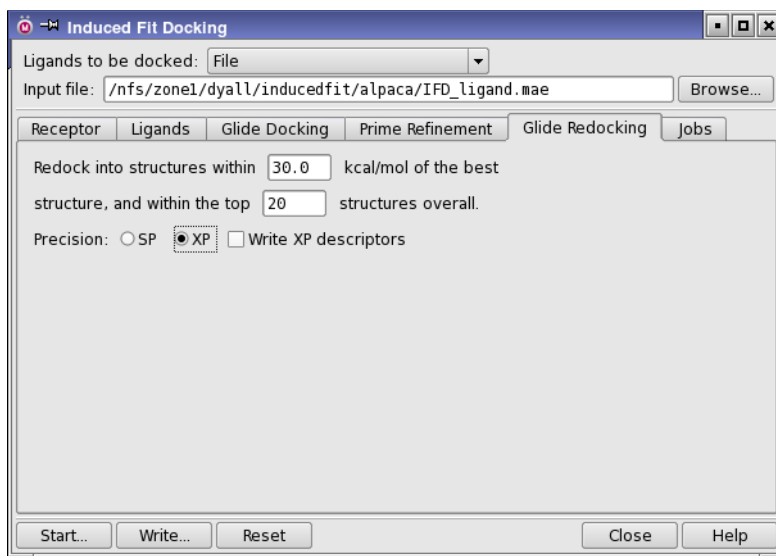 Induced Fit Docking
Ligands to be docked: File
Input file: /nfs/zone1/dyall/inducedfit/alpaca/IFD_ligand.mae Browse...
Receptor Ligands Glide Docking Prime Refinement Glide Redocking Jobs
Redock into structures within 30.0 kcal/mol of the best
structure, and within the top 20 structures overall.
Precision: SP XP Write XP descriptors
Start... Write... Reset Close Help